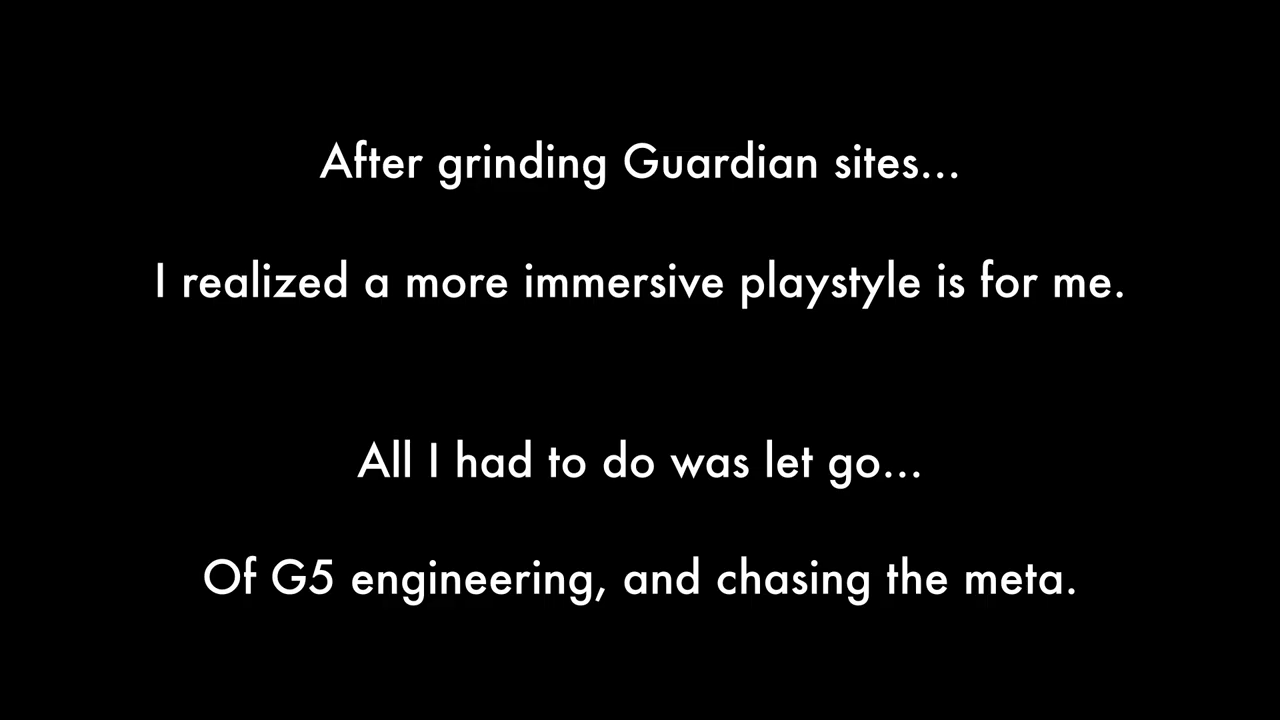 After grinding Guardian sites...
I realized a more immersive playstyle is for me.
All I had to do was let go...
Of G5 engineering, and chasing the meta.